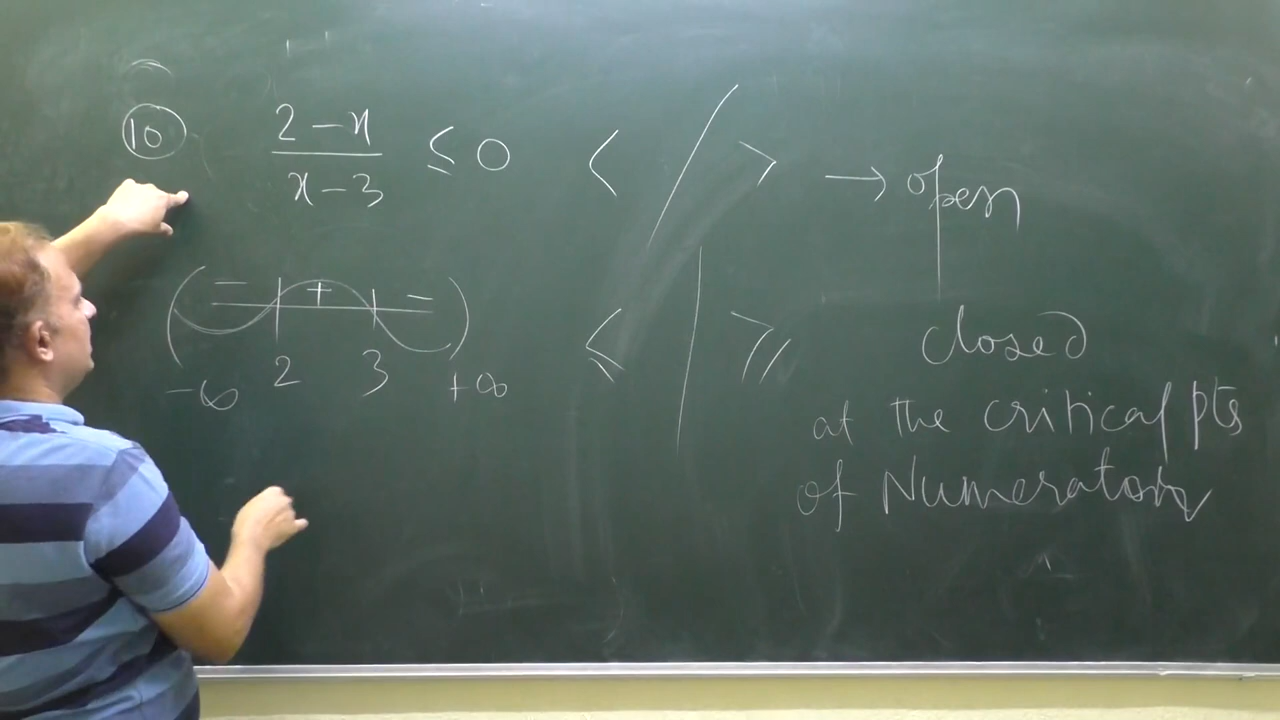 10
2 - x
x - 3
≤ 0
< / > → open
- + -
-∞ 2 3 +∞
≤ | ≥
closed
at the critical pts
of Numerator